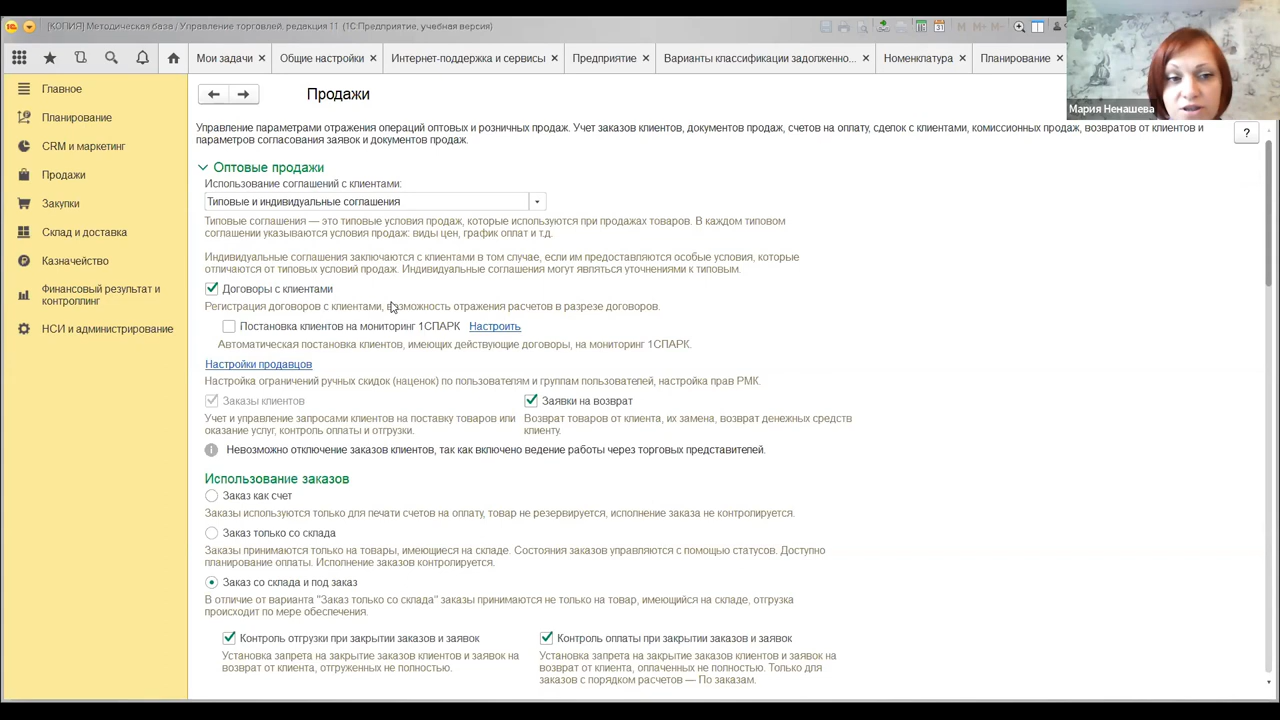 [КОПИЯ] Методическая база / Управление торговлей, редакция 11 (1С:Предприятие, учебная версия)
Мои задачи
Общие настройки
Интернет-поддержка и сервисы
Предприятие
Варианты классификации задолженно...
Номенклатура
Планирование
Мария Ненашева
Главное
Планирование
CRM и маркетинг
Продажи
Закупки
Склад и доставка
Казначейство
Финансовый результат и
контроллинг
НСИ и администрирование
Продажи
Управление параметрами отражения операций оптовых и розничных продаж. Учет заказов клиентов, документов продаж, счетов на оплату, сделок с клиентами, комиссионных продаж, возвратов от клиентов и
параметров согласования заявок и документов продаж.
?
Оптовые продажи
Использование соглашений с клиентами:
Типовые и индивидуальные соглашения
Типовые соглашения — это типовые условия продаж, которые используются при продажах товаров. В каждом типовом
соглашении указываются условия продаж: виды цен, график оплат и т.д.
Индивидуальные соглашения заключаются с клиентами в том случае, если им предоставляются особые условия, которые
отличаются от типовых условий продаж. Индивидуальные соглашения могут являться уточнениями к типовым.
Договоры с клиентами
Регистрация договоров с клиентами, возможность отражения расчетов в разрезе договоров.
Постановка клиентов на мониторинг 1СПАРК Настроить
Автоматическая постановка клиентов, имеющих действующие договоры, на мониторинг 1СПАРК.
Настройки продавцов
Настройка ограничений ручных скидок (наценок) по пользователям и группам пользователей, настройка прав РМК.
Заказы клиентов
Учет и управление запросами клиентов на поставку товаров или
оказание услуг, контроль оплаты и отгрузки.
Заявки на возврат
Возврат товаров от клиента, их замена, возврат денежных средств
клиенту.
Невозможно отключение заказов клиентов, так как включено ведение работы через торговых представителей.
Использование заказов
Заказ как счет
Заказы используются только для печати счетов на оплату, товар не резервируется, исполнение заказа не контролируется.
Заказ только со склада
Заказы принимаются только на товары, имеющиеся на складе. Состояния заказов управляются с помощью статусов. Доступно
планирование оплаты. Исполнение заказов контролируется.
Заказ со склада и под заказ
В отличие от варианта "Заказ только со склада" заказы принимаются не только на товар, имеющийся на складе, отгрузка
происходит по мере обеспечения.
Контроль отгрузки при закрытии заказов и заявок
Установка запрета на закрытие заказов клиентов и заявок на
возврат от клиента, отгруженных не полностью.
Контроль оплаты при закрытии заказов и заявок
Установка запрета на закрытие заказов клиентов и заявок на
возврат от клиента, оплаченных не полностью. Только для
заказов с порядком расчетов — По заказам.